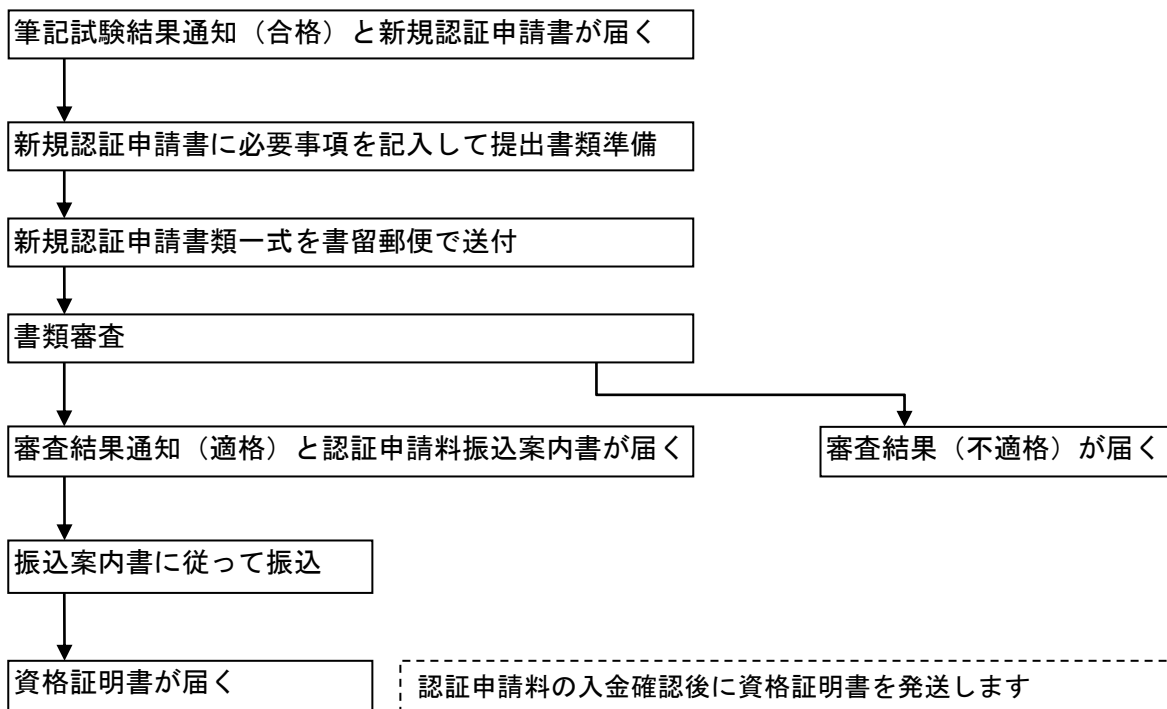 筆記試験結果通知（合格）と新規認証申請書が届く
新規認証申請書に必要事項を記入して提出書類準備
新規認証申請書類一式を書留郵便で送付
書類審査
審査結果通知（適格）と認証申請料振込案内書が届く
審査結果（不適格）が届く
振込案内書に従って振込
資格証明書が届く
認証申請料の入金確認後に資格証明書を発送します